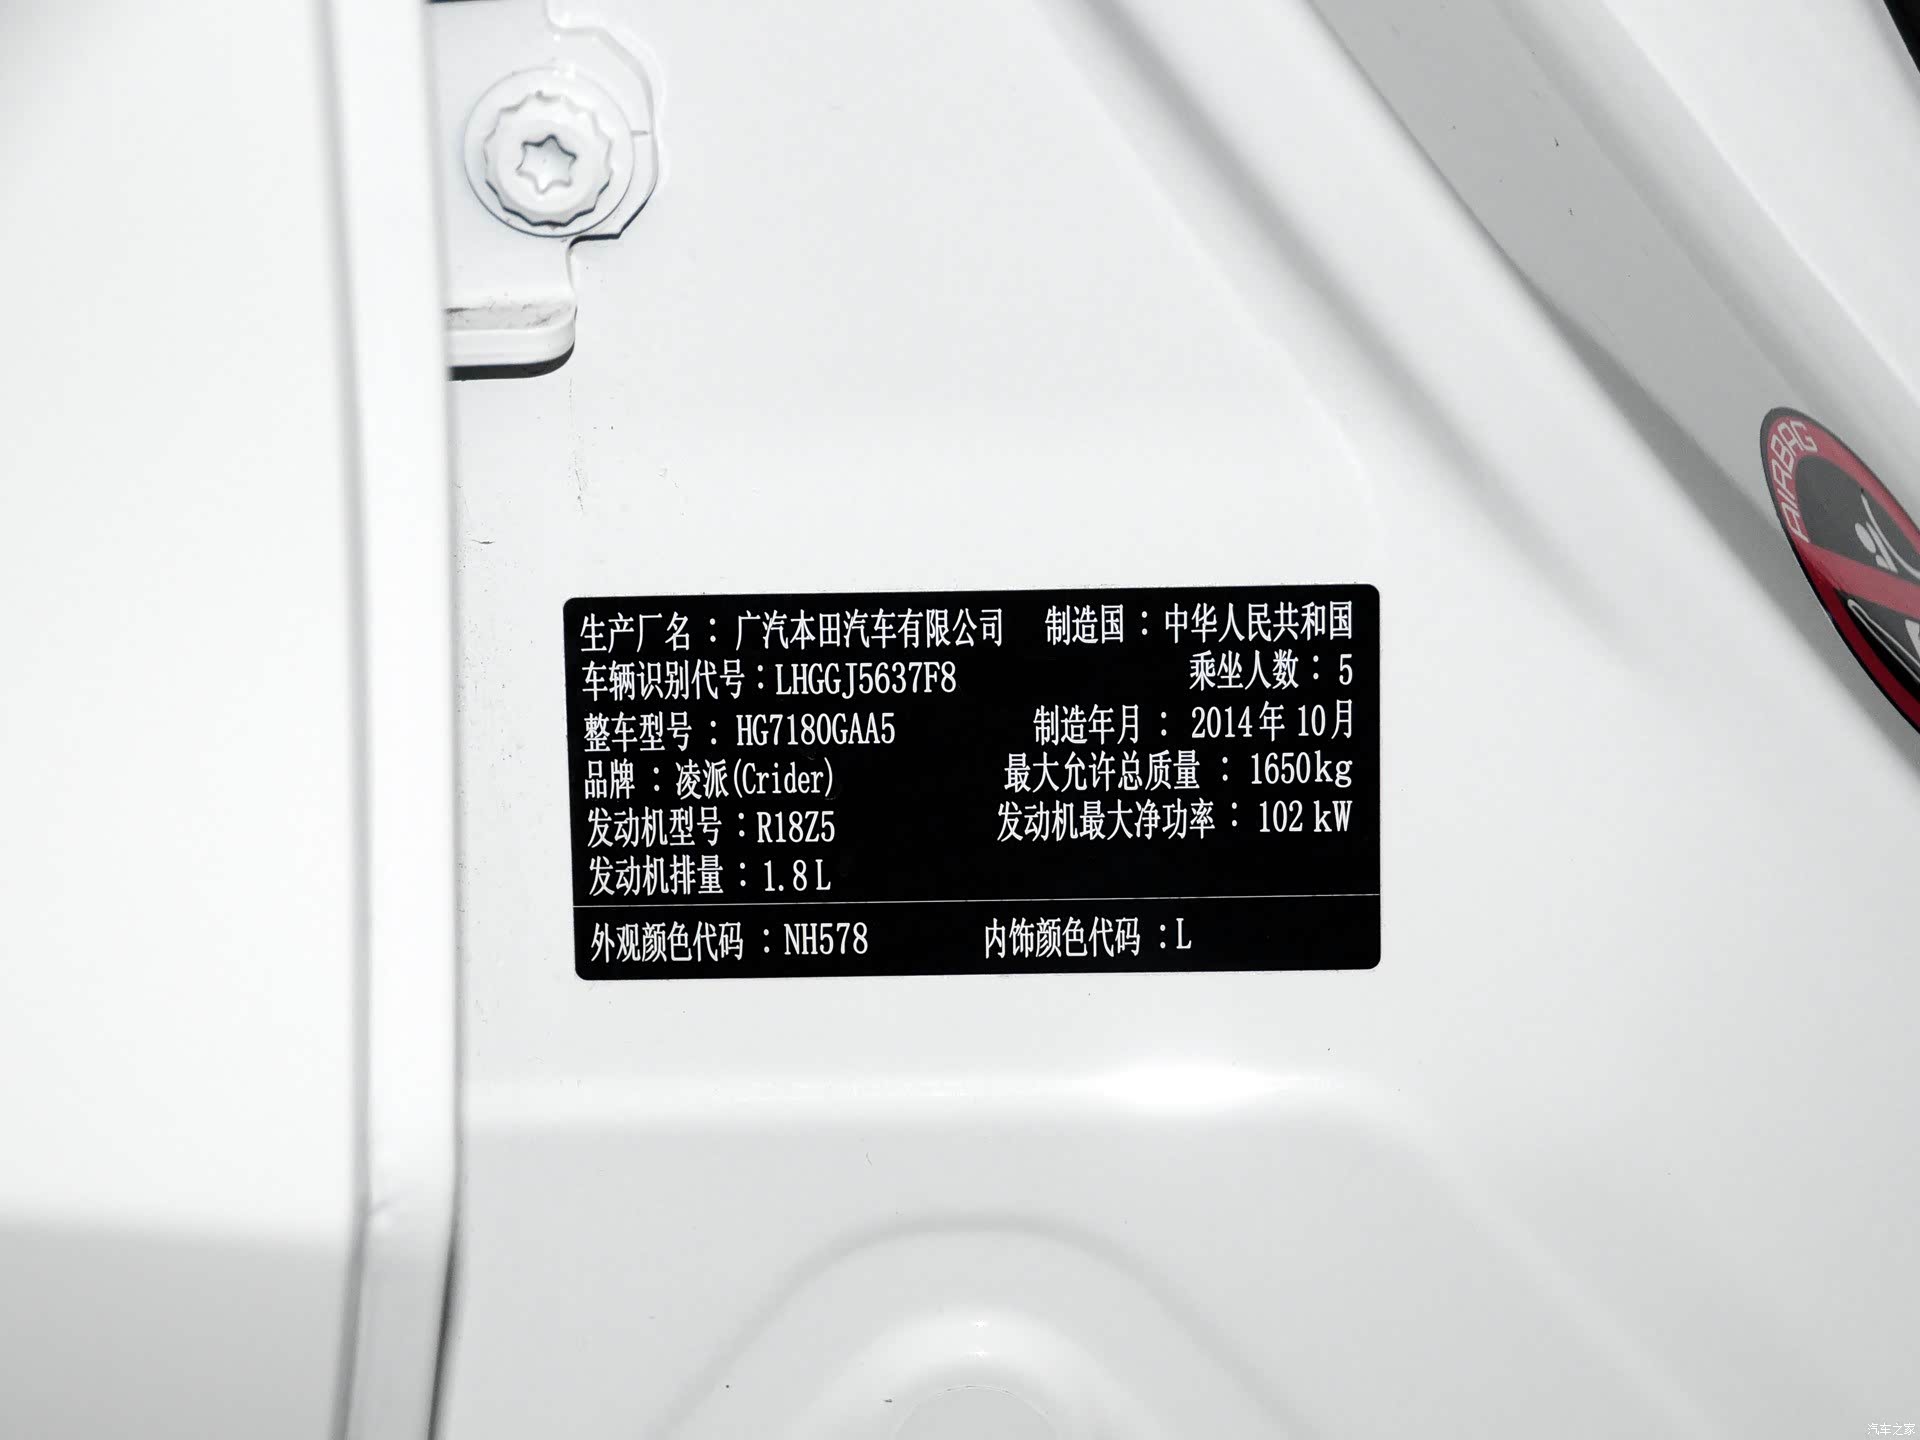 AIRBAG
生产厂名：广汽本田汽车有限公司 制造国：中华人民共和国
车辆识别代号：LHGGJ5637F8 乘坐人数：5
整车型号：HG7180GAA5 制造年月：2014年10月
品牌：凌派(Crider) 最大允许总质量：1650kg
发动机型号：R18Z5 发动机最大净功率：102 kW
发动机排量：1.8L
外观颜色代码：NH578 内饰颜色代码：L
汽车之家